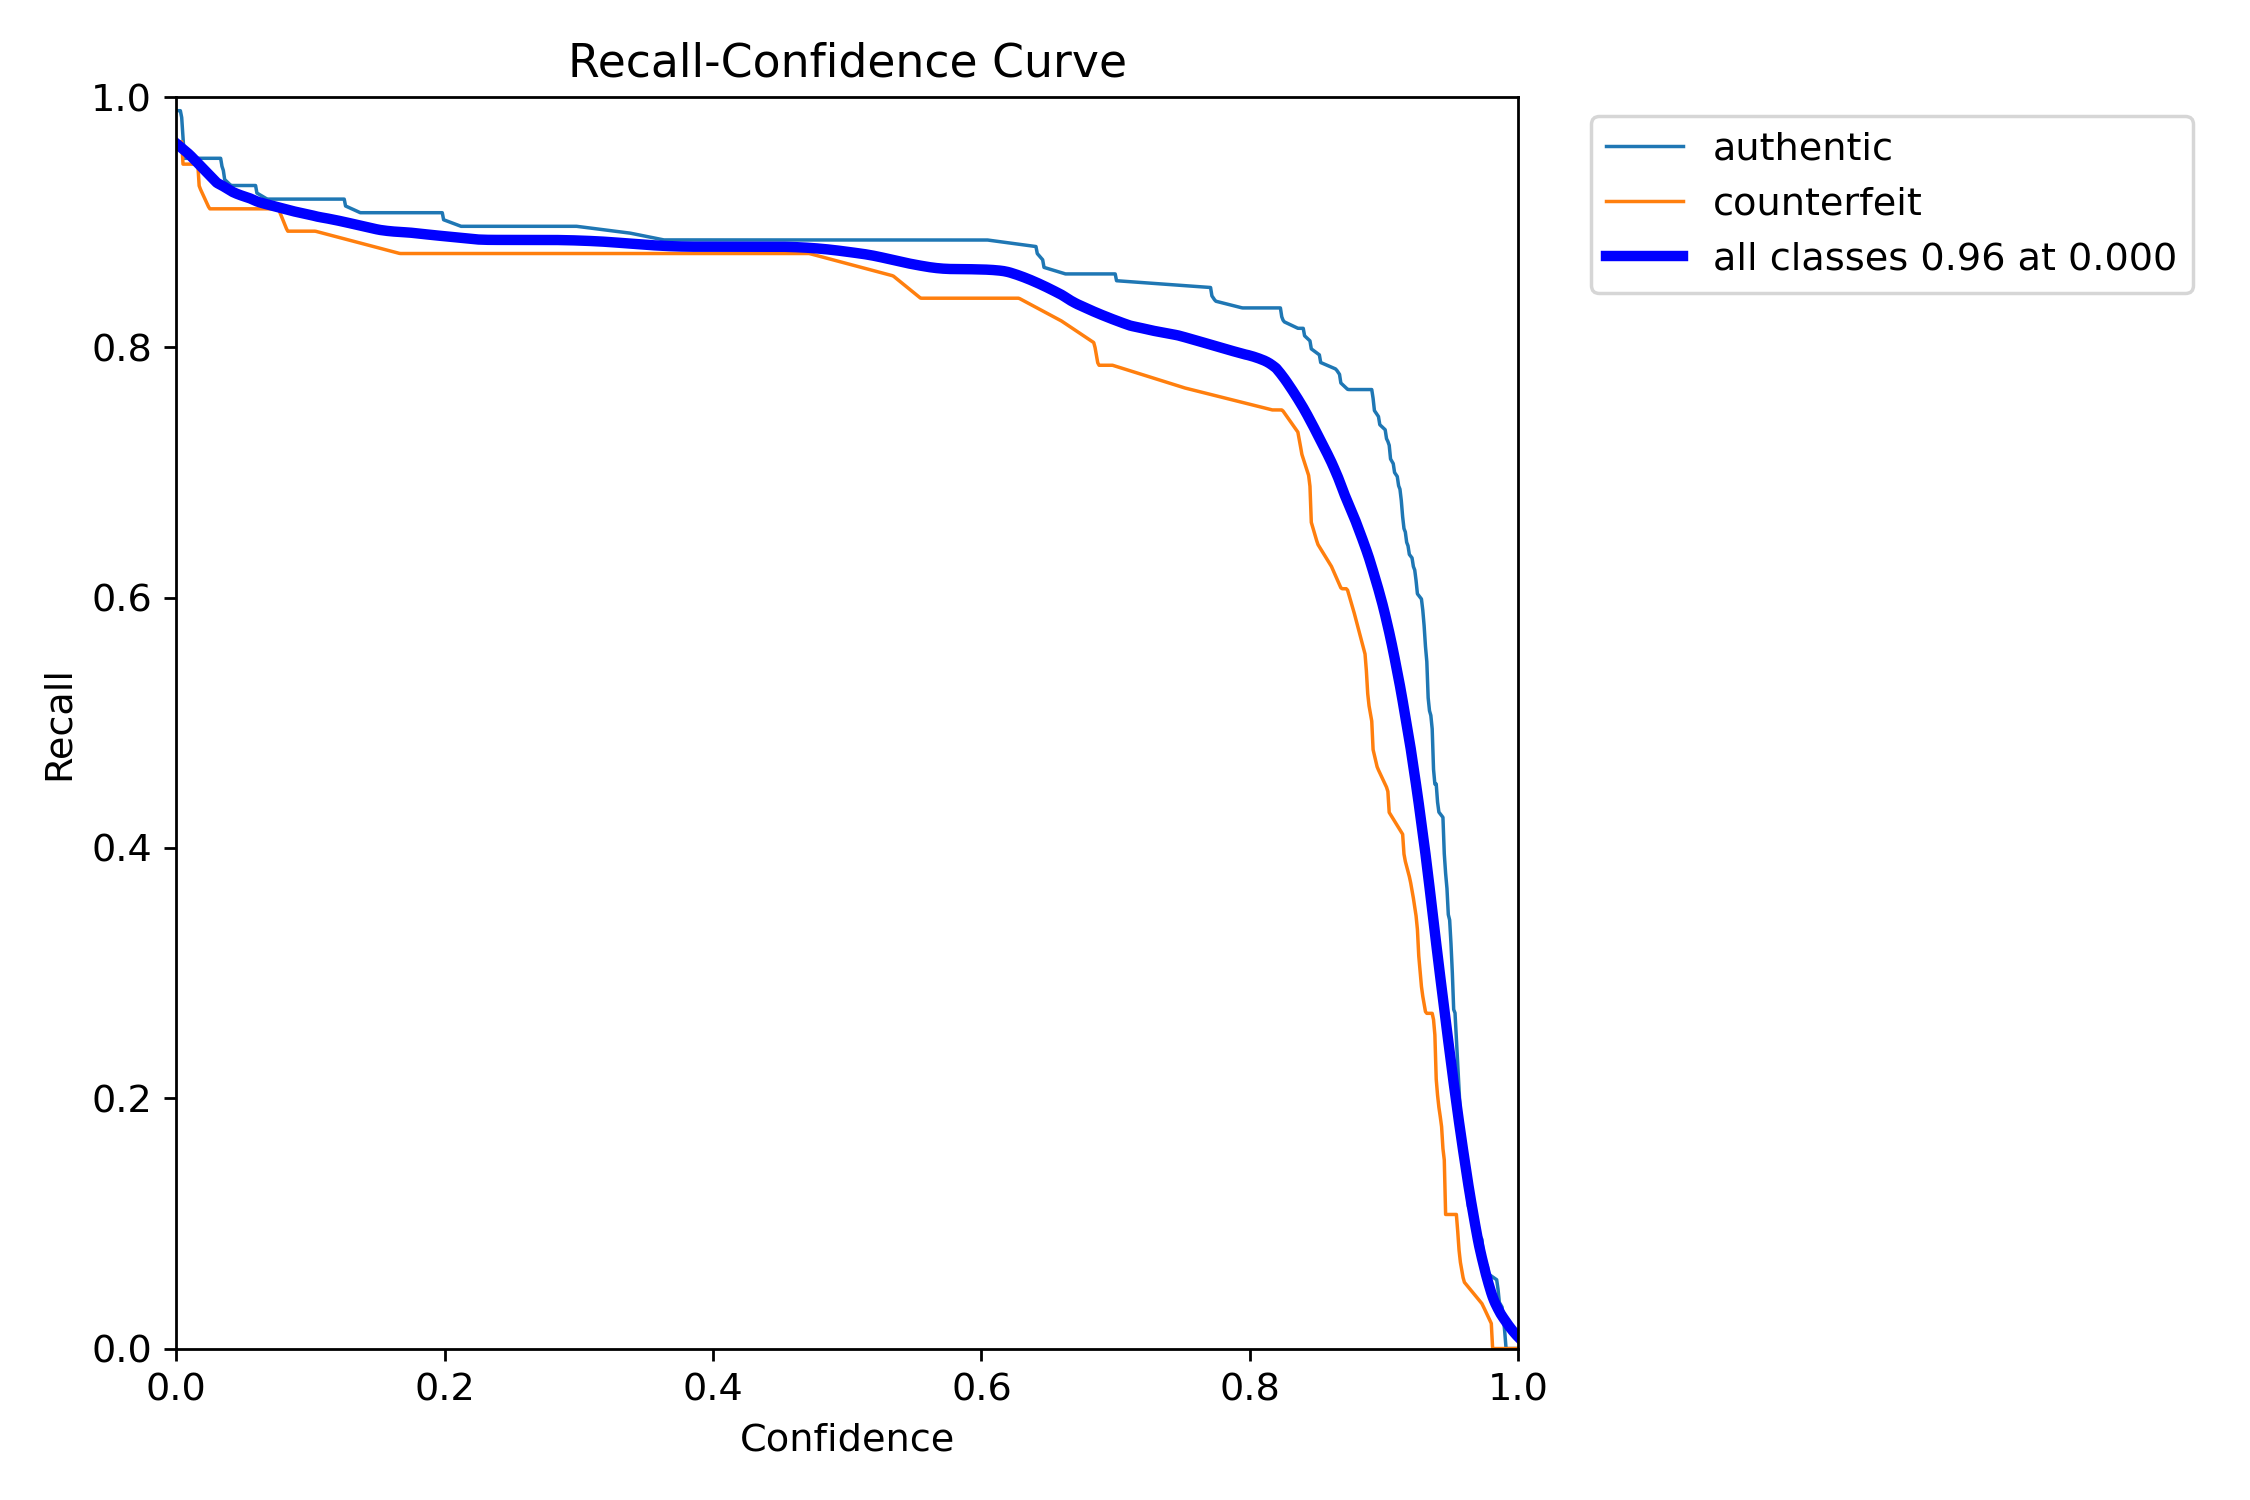 Recall-Confidence Curve
1.0
0.8
0.6
0.4
0.2
0.0
Recall
0.0 0.2 0.4 0.6 0.8 1.0
Confidence
authentic
counterfeit
all classes 0.96 at 0.000